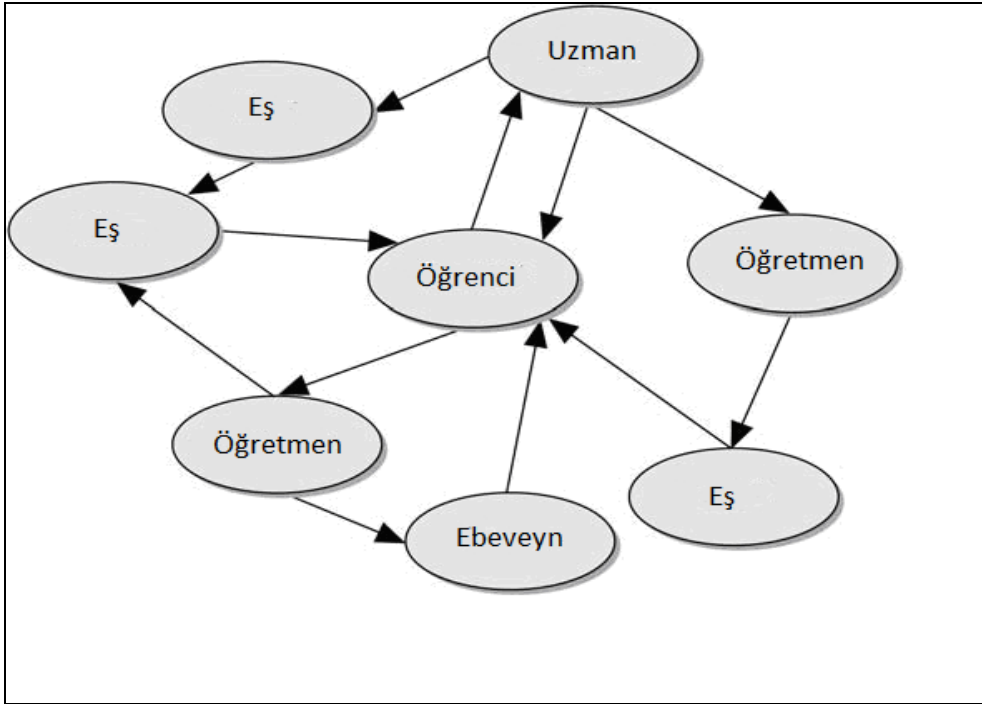 Uzman
Eş
Eş
Öğrenci
Öğretmen
Öğretmen
Eş
Ebeveyn